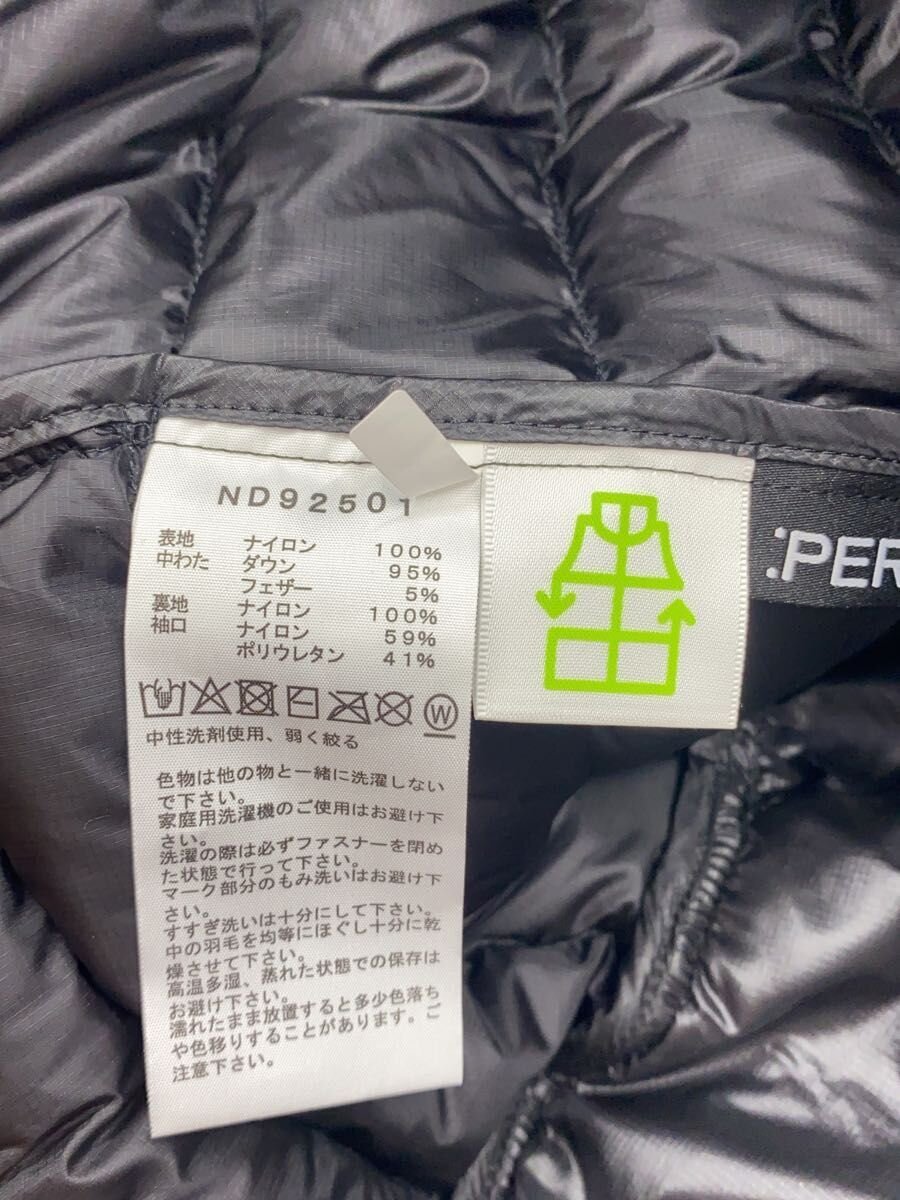 ND92501
表地 ナイロン 100%
中わた ダウン 95%
フェザー 5%
裏地 ナイロン 100%
袖口 ナイロン 59%
ポリウレタン 41%
W
中性洗剤使用、弱く絞る
色物は他の物と一緒に洗濯しない
で下さい。
家庭用洗濯機のご使用はお避け下
さい。
洗濯の際は必ずファスナーを閉め
た状態で行って下さい。
マーク部分のもみ洗いはお避け下
さい。
すすぎ洗いは十分にして下さい。
中の羽毛を均等にほぐし十分に乾
燥させて下さい。
高温多湿、蒸れた状態での保存は
お避け下さい。
濡れたまま放置すると多少色落ち
や色移りすることがあります。ご
注意下さい。
:PER